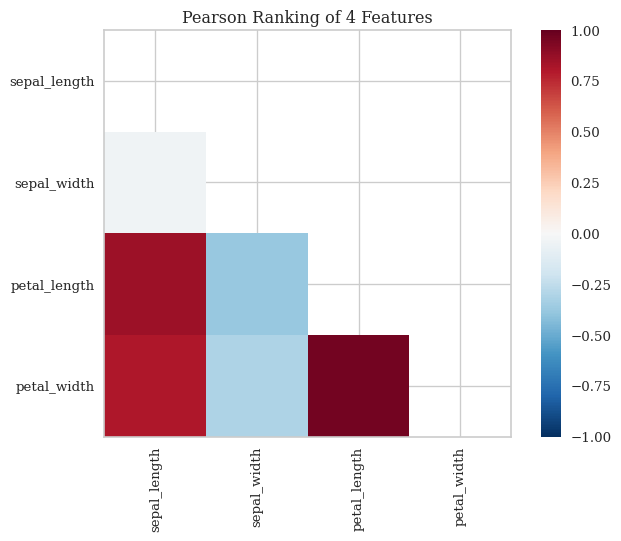 Pearson Ranking of 4 Features
sepal_length
sepal_width
petal_length
petal_width
sepal_length
sepal_width
petal_length
petal_width
1.00
0.75
0.50
0.25
0.00
−0.25
−0.50
−0.75
−1.00